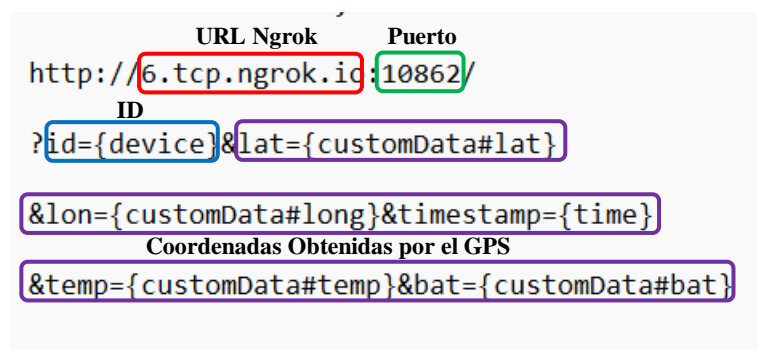 URL Ngrok Puerto
http://6.tcp.ngrok.io:10862/
ID
?id={device}&lat={customData#lat}
&lon={customData#long}&timestamp={time}
Coordenadas Obtenidas por el GPS
&temp={customData#temp}&bat={customData#bat}